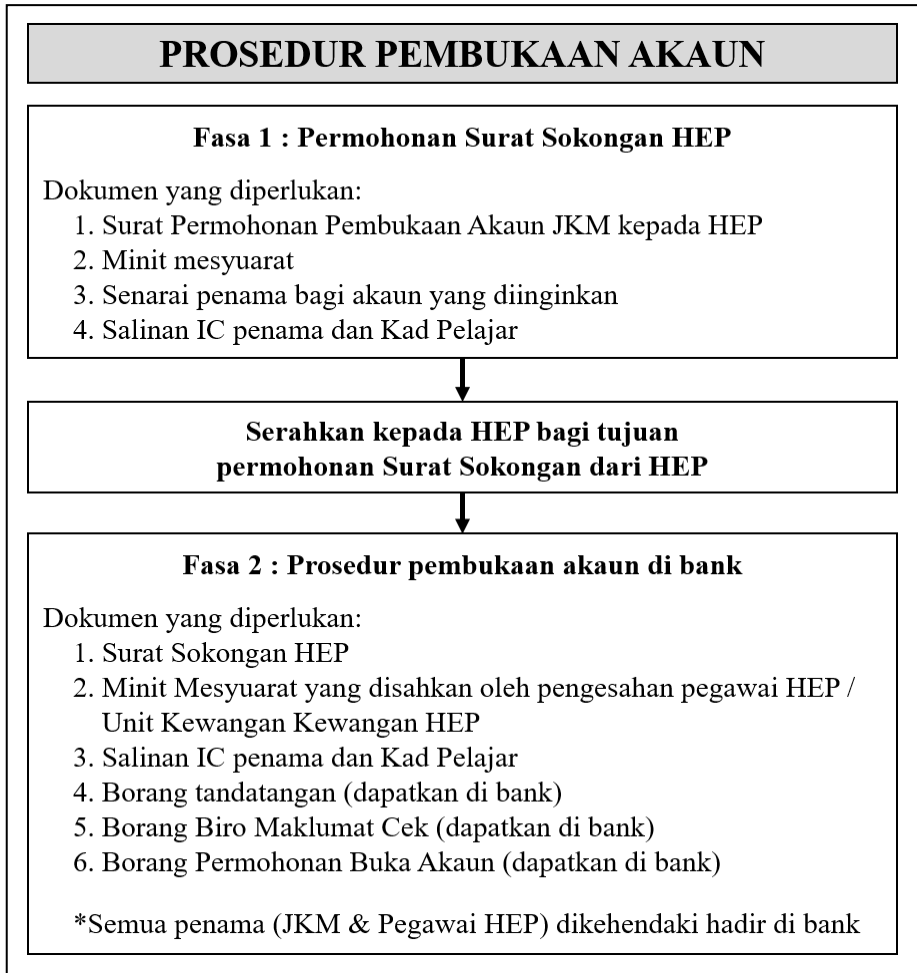 PROSEDUR PEMBUKAAN AKAUN
Fasa 1 : Permohonan Surat Sokongan HEP
Dokumen yang diperlukan:
1. Surat Permohonan Pembukaan Akaun JKM kepada HEP
2. Minit mesyuarat
3. Senarai penama bagi akaun yang diinginkan
4. Salinan IC penama dan Kad Pelajar
Serahkan kepada HEP bagi tujuan
permohonan Surat Sokongan dari HEP
Fasa 2 : Prosedur pembukaan akaun di bank
Dokumen yang diperlukan:
1. Surat Sokongan HEP
2. Minit Mesyuarat yang disahkan oleh pengesahan pegawai HEP /
Unit Kewangan Kewangan HEP
3. Salinan IC penama dan Kad Pelajar
4. Borang tandatangan (dapatkan di bank)
5. Borang Biro Maklumat Cek (dapatkan di bank)
6. Borang Permohonan Buka Akaun (dapatkan di bank)
*Semua penama (JKM & Pegawai HEP) dikehendaki hadir di bank